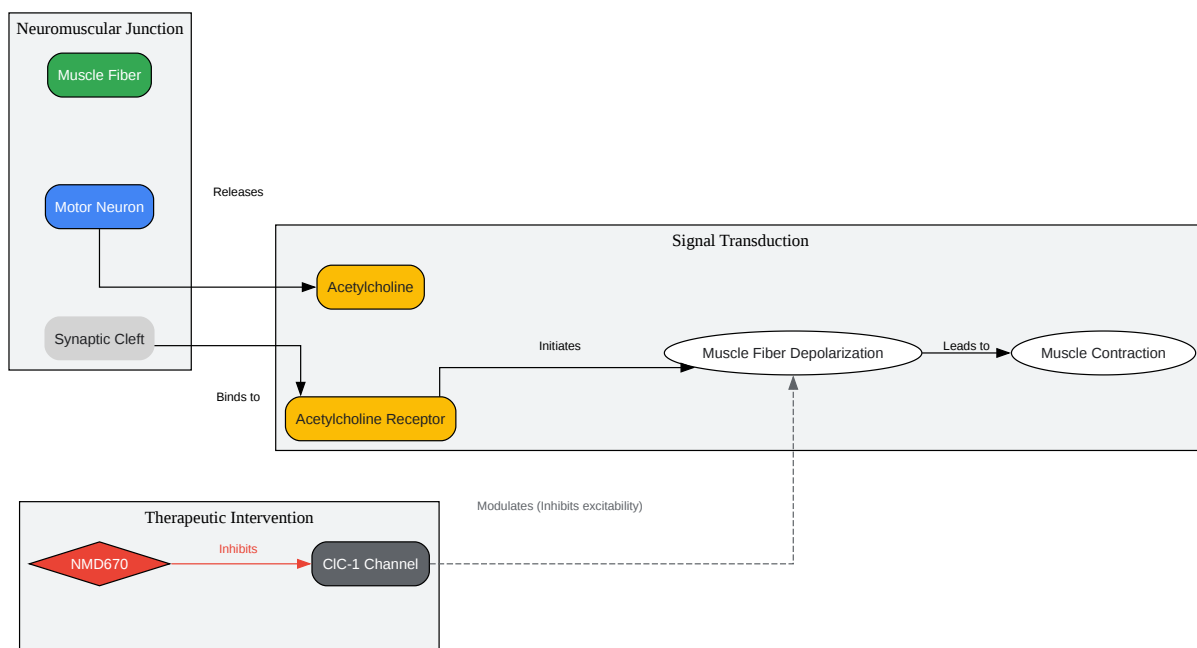 Neuromuscular Junction
Muscle Fiber
Motor Neuron
Releases
Signal Transduction
Acetylcholine
Synaptic Cleft
Initiates
Muscle Fiber Depolarization
Leads to
Muscle Contraction
Binds to
Acetylcholine Receptor
Modulates (Inhibits excitability)
Therapeutic Intervention
NMD670
Inhibits
ClC-1 Channel